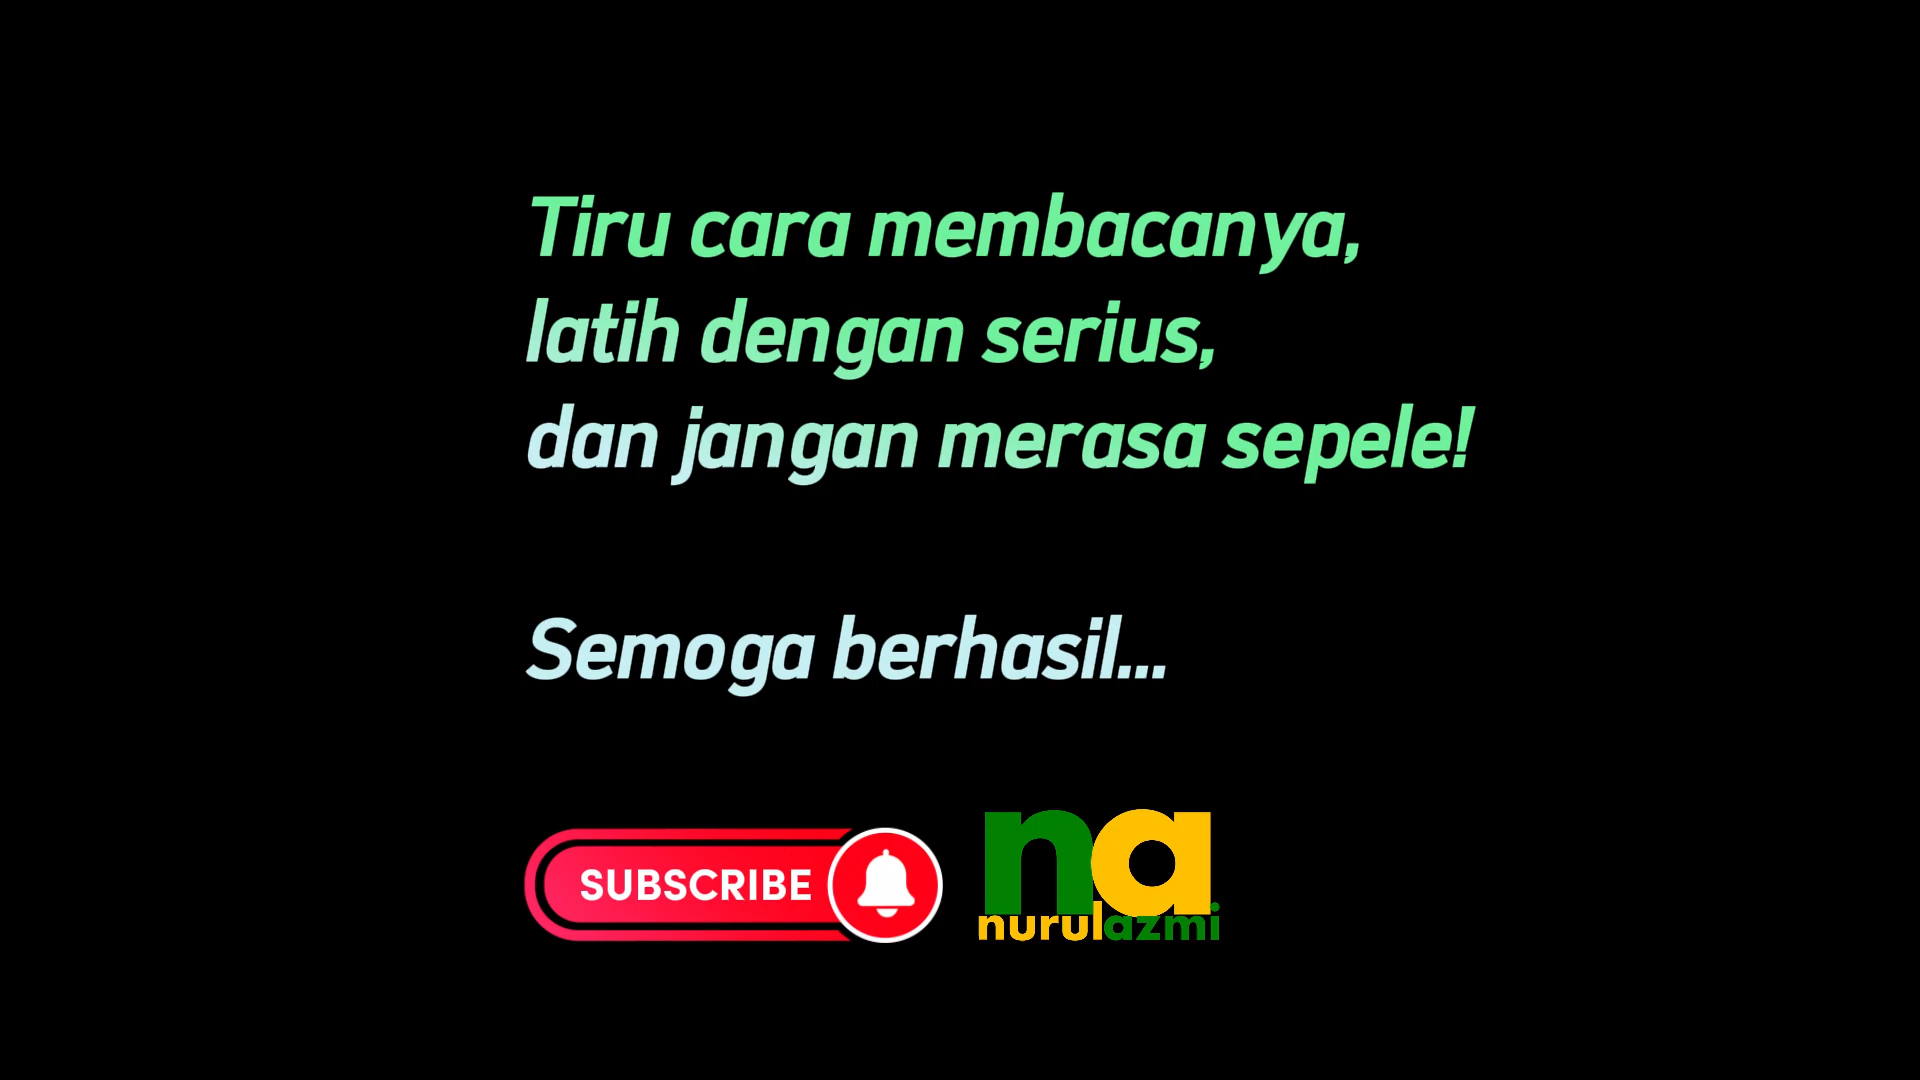 Tiru cara membacanya,
latih dengan serius,
dan jangan merasa sepele!
Semoga berhasil...
SUBSCRIBE
na
nurulazmi